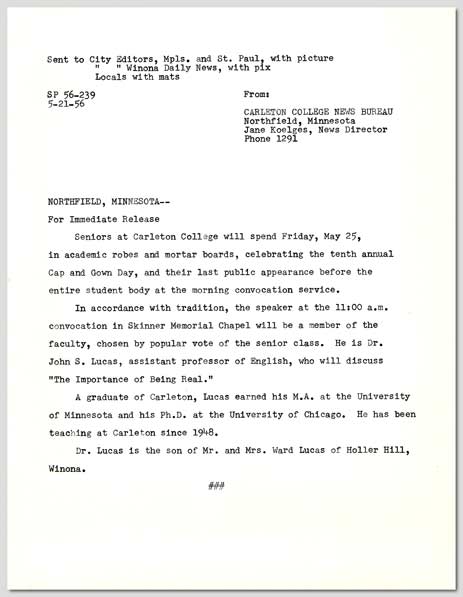 Sent to City Editors, Mpls. and St. Paul, with picture
" " Winona Daily News, with pix
Locals with mats
SP 56-239
5-21-56
From:
CARLETON COLLEGE NEWS BUREAU
Northfield, Minnesota
Jane Koelges, News Director
Phone 1291
NORTHFIELD, MINNESOTA--
For Immediate Release
Seniors at Carleton College will spend Friday, May 25,
in academic robes and mortar boards, celebrating the tenth annual
Cap and Gown Day, and their last public appearance before the
entire student body at the morning convocation service.
In accordance with tradition, the speaker at the 11:00 a.m.
convocation in Skinner Memorial Chapel will be a member of the
faculty, chosen by popular vote of the senior class. He is Dr.
John S. Lucas, assistant professor of English, who will discuss
"The Importance of Being Real."
A graduate of Carleton, Lucas earned his M.A. at the University
of Minnesota and his Ph.D. at the University of Chicago. He has been
teaching at Carleton since 1948.
Dr. Lucas is the son of Mr. and Mrs. Ward Lucas of Holler Hill,
Winona.
###